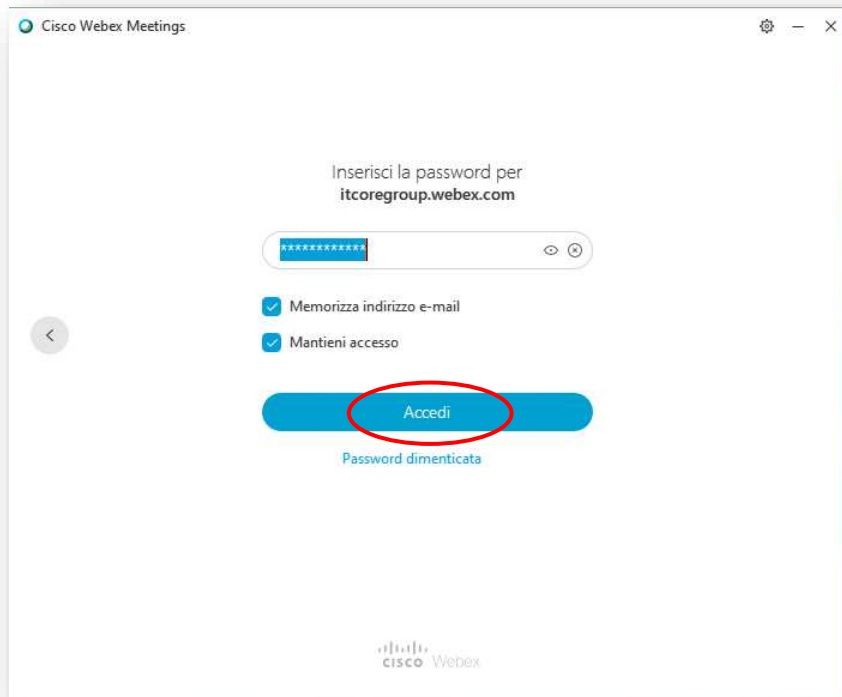 Cisco Webex Meetings
Inserisci la password per
itcoregroup.webex.com
************
Memorizza indirizzo e-mail
Mantieni accesso
Accedi
Password dimenticata
cisco Webex